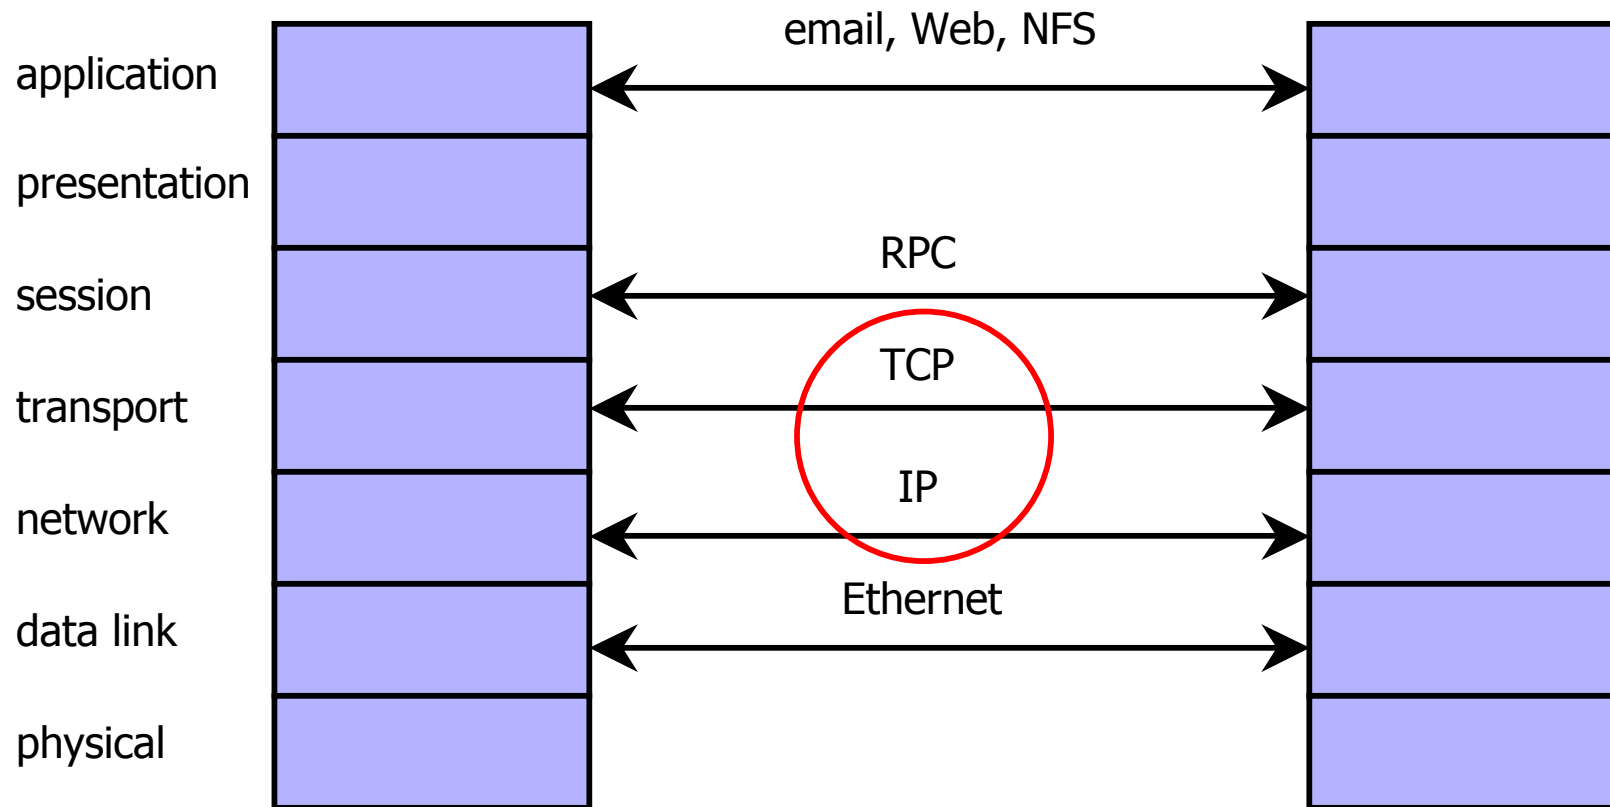 email, Web, NFS
application
presentation
RPC
session
TCP
transport
IP
network
Ethernet
data link
physical